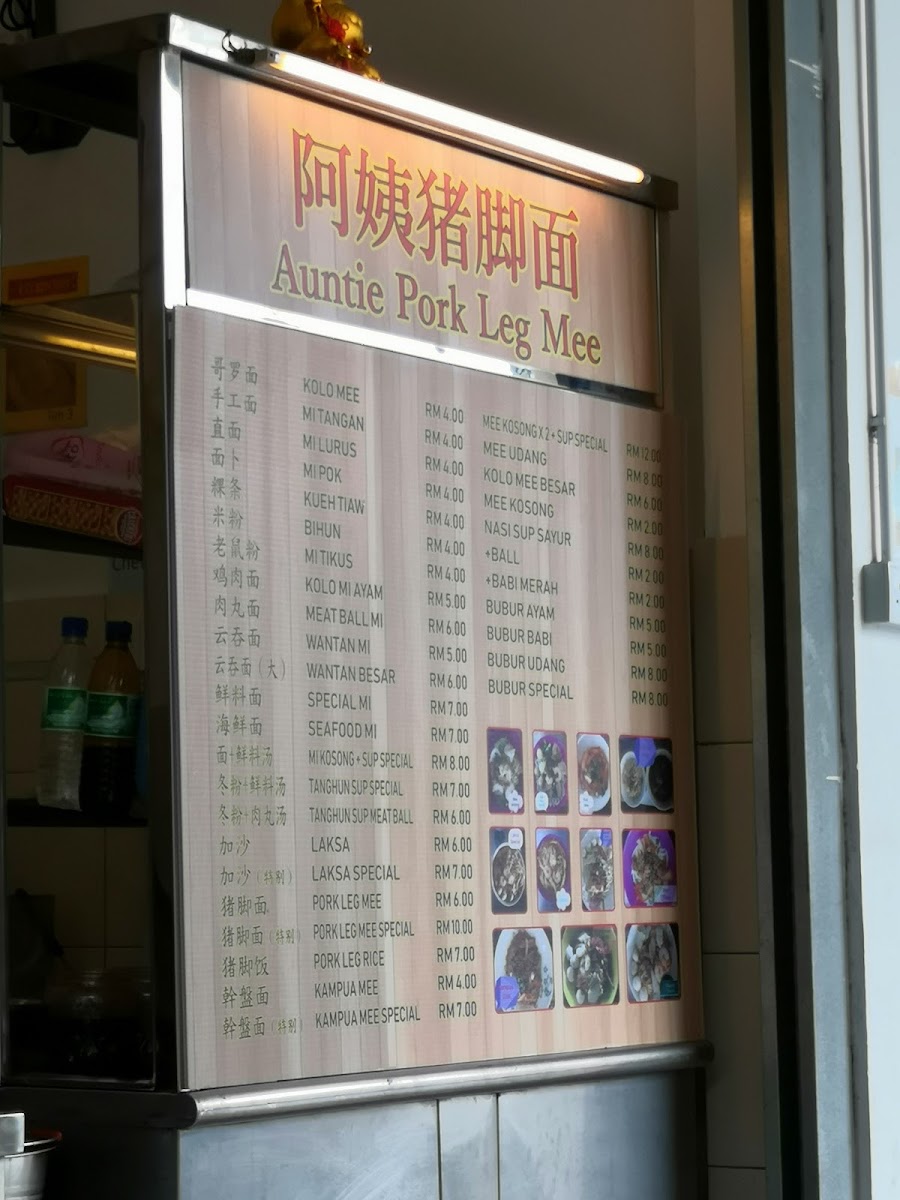 阿姨猪脚面
Auntie Pork Leg Mee
哥罗面 KOLO MEE RM 4.00
手工面 MI TANGAN RM 4.00
直面 MI LURUS RM 4.00
面卜 MI POK RM 4.00
粿条 KUEH TIAW RM 4.00
米粉 BIHUN RM 4.00
老鼠粉 MI TIKUS RM 4.00
鸡肉面 KOLO MI AYAM RM 5.00
肉丸面 MEAT BALL MI RM 6.00
云吞面 WANTAN MI RM 5.00
云吞面 (大) WANTAN BESAR RM 6.00
鲜料面 SPECIAL MI RM 7.00
海鲜面 SEAFOOD MI RM 7.00
面+鲜料汤 MI KOSONG + SUP SPECIAL RM 8.00
冬粉+鲜料汤 TANGHUN SUP SPECIAL RM 7.00
冬粉+肉丸汤 TANGHUN SUP MEAT BALL RM 6.00
加沙 LAKSA RM 6.00
加沙 (特别) LAKSA SPECIAL RM 7.00
猪脚面 PORK LEG MEE RM 6.00
猪脚面 (特别) PORK LEG MEE SPECIAL RM10.00
猪脚饭 PORK LEG RICE RM 7.00
幹盤面 KAMPUA MEE RM 4.00
幹盤面 (特别) KAMPUA MEE SPECIAL RM 7.00
MEE KOSONG X 2 + SUP SPECIAL RM 12.00
MEE UDANG RM 8.00
KOLO MEE BESAR RM 6.00
MEE KOSONG RM 2.00
NASI SUP SAYUR RM 8.00
+BALL RM 2.00
+BABI MERAH RM 2.00
BUBUR AYAM RM 5.00
BUBUR BABI RM 5.00
BUBUR UDANG RM 8.00
BUBUR SPECIAL RM 8.00